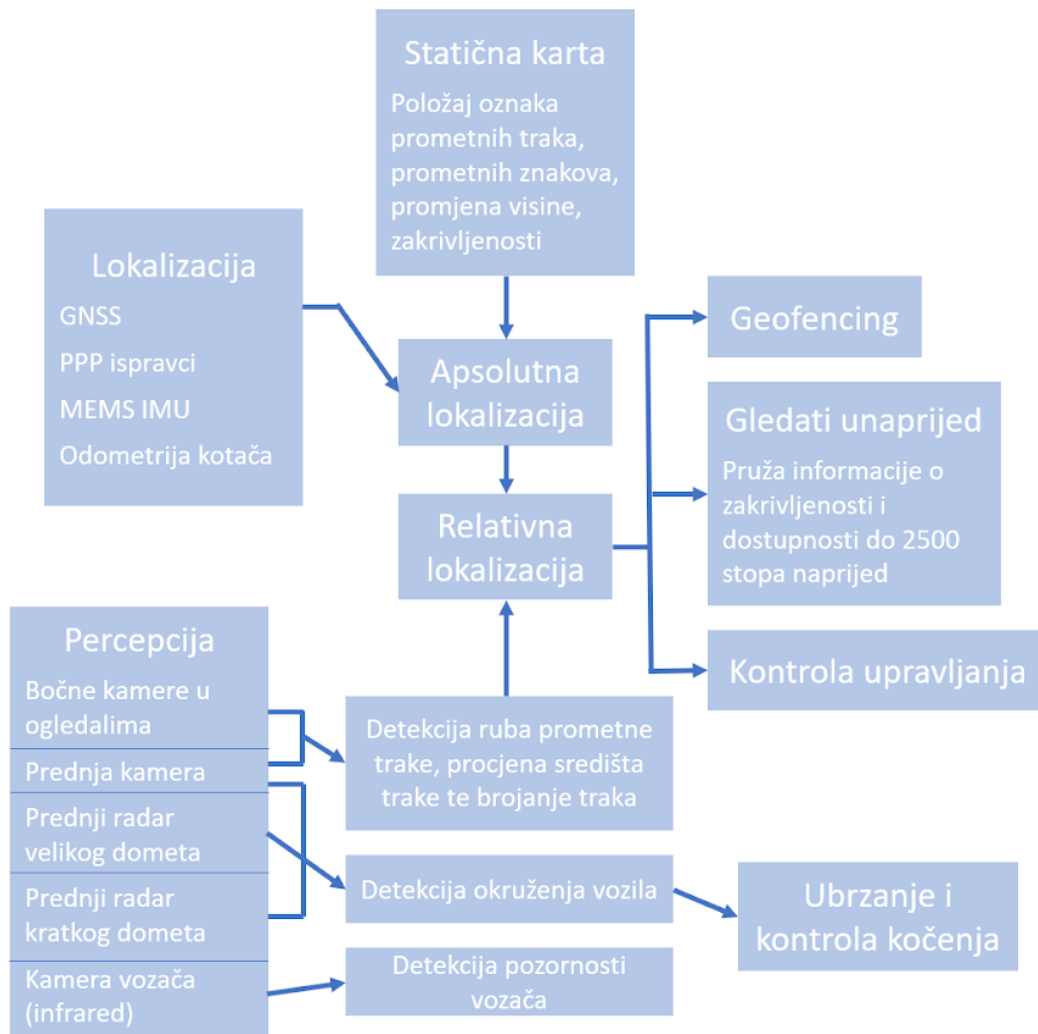 Statična karta
Položaj oznaka
prometnih traka,
prometnih znakova,
promjena visine,
zakrivljenosti
Lokalizacija
GNSS
PPP ispravci
MEMS IMU
Odometrija kotača
Apsolutna
lokalizacija
Relativna
lokalizacija
Geofencing
Gledati unaprijed
Pruža informacije o
zakrivljenosti i
dostupnosti do 2500
stopa naprijed
Kontrola upravljanja
Percepcija
Bočne kamere u
ogledalima
Prednja kamera
Prednji radar
velikog dometa
Prednji radar
kratkog dometa
Kamera vozača
(infrared)
Detekcija ruba prometne
trake, procjena središta
trake te brojanje traka
Detekcija okruženja vozila
Detekcija pozornosti
vozača
Ubrzanje i
kontrola kočenja